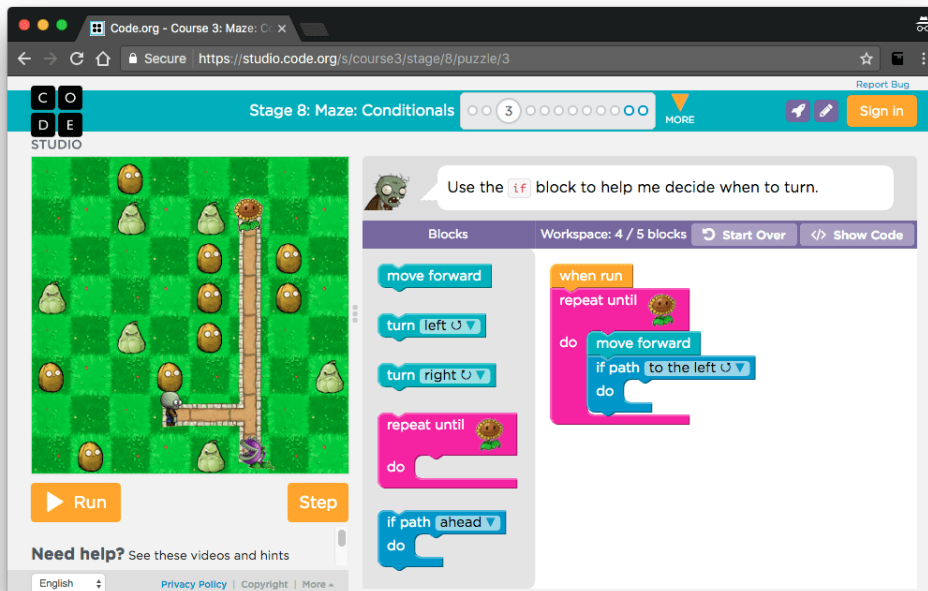 Code.org - Course 3: Maze: Co
Secure https://studio.code.org/s/course3/stage/8/puzzle/3
Report Bug
C O
D E
STUDIO
Stage 8: Maze: Conditionals
3
MORE
Sign in
Use the if block to help me decide when to turn.
Blocks
Workspace: 4 / 5 blocks
Start Over
</> Show Code
move forward
turn left
turn right
repeat until
do
if path ahead
do
when run
repeat until
do
move forward
if path to the left
do
Run
Step
Need help? See these videos and hints
English
Privacy Policy | Copyright | More